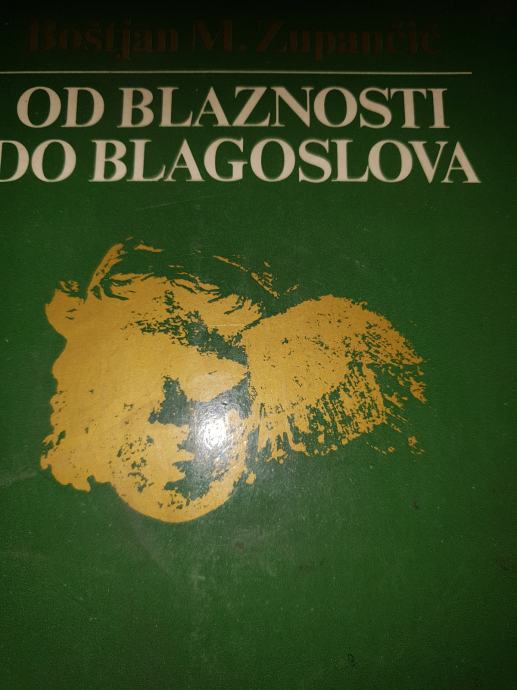 Boštjan M. Zupančič
OD BLAZNOSTI
DO BLAGOSLOVA